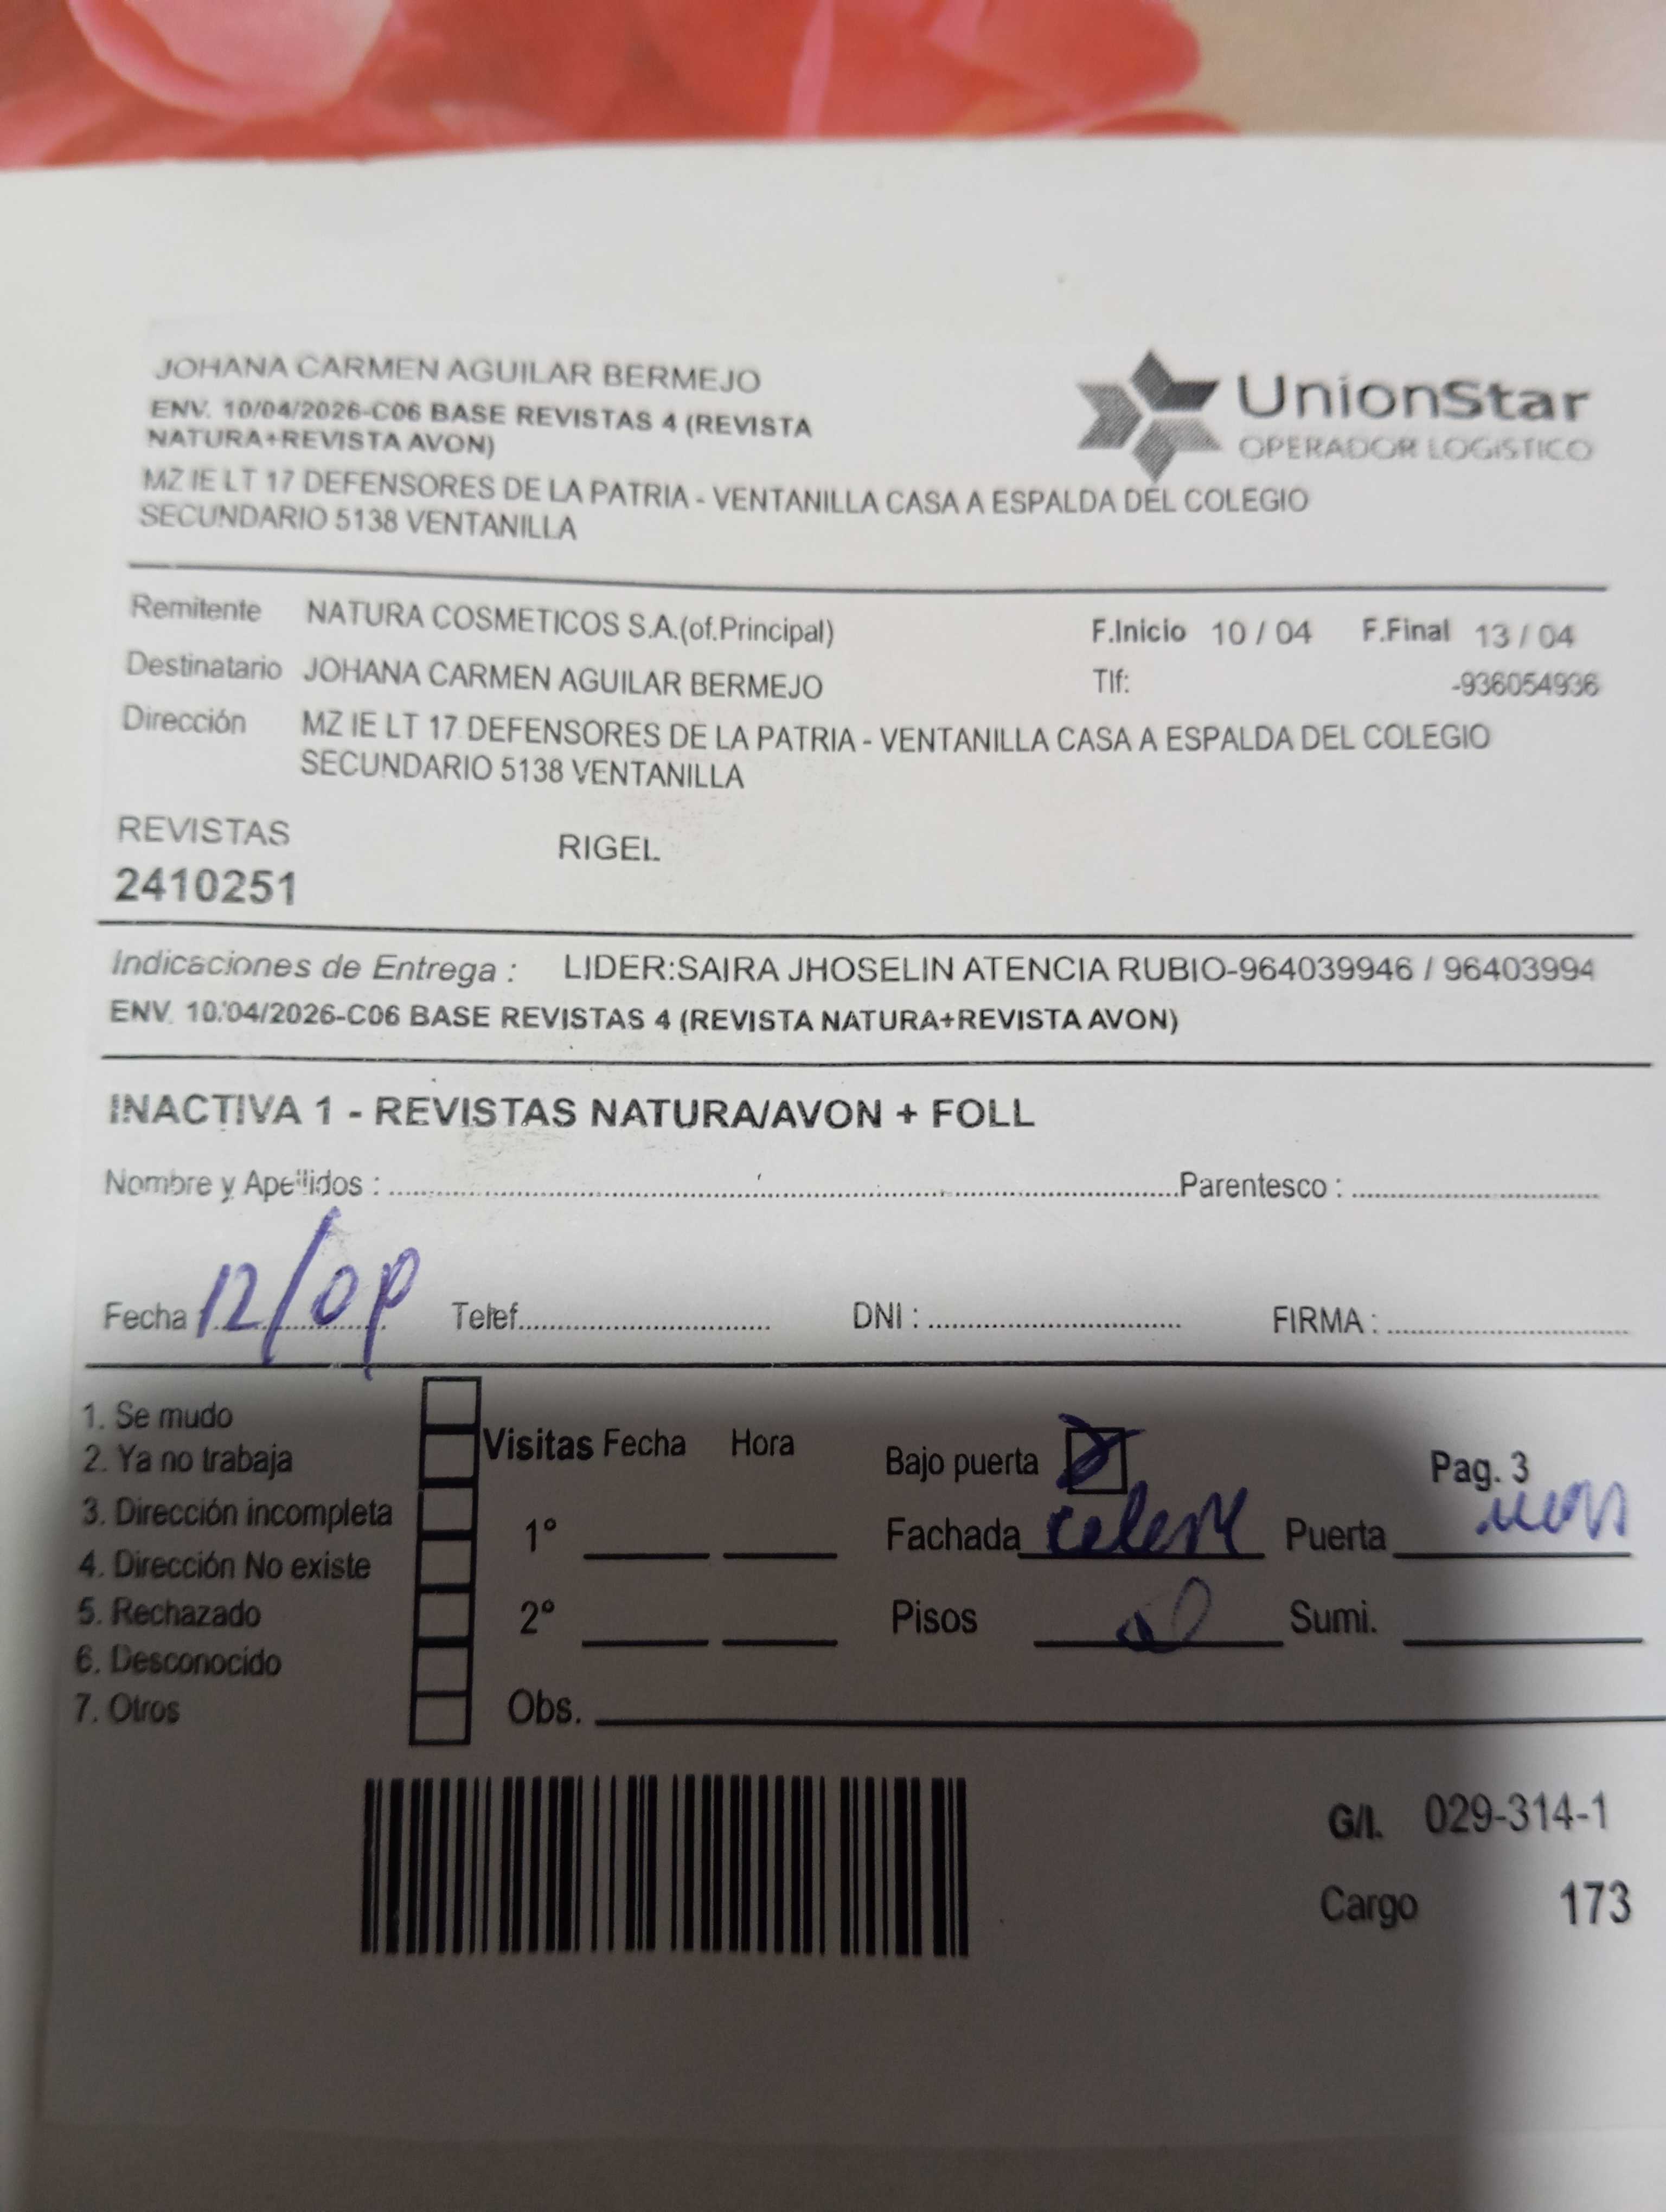 JOHANA CARMEN AGUILAR BERMEJO
ENV. 10/04/2026-C06 BASE REVISTAS 4 (REVISTA
NATURA+REVISTA AVON)
MZ IE LT 17 DEFENSORES DE LA PATRIA - VENTANILLA CASA A ESPALDA DEL COLEGIO
SECUNDARIO 5138 VENTANILLA
UnionStar
OPERADOR LOGISTICO
Remitente NATURA COSMETICOS S.A.(of.Principal) F.Inicio 10 / 04 F.Final 13 / 04
Destinatario JOHANA CARMEN AGUILAR BERMEJO Tlf: -936054936
Dirección MZ IE LT 17 DEFENSORES DE LA PATRIA - VENTANILLA CASA A ESPALDA DEL COLEGIO
SECUNDARIO 5138 VENTANILLA
REVISTAS RIGEL
2410251
Indicaciones de Entrega : LIDER:SAIRA JHOSELIN ATENCIA RUBIO-964039946 / 96403994
ENV. 10/04/2026-C06 BASE REVISTAS 4 (REVISTA NATURA+REVISTA AVON)
INACTIVA 1 - REVISTAS NATURA/AVON + FOLL
Nombre y Apellidos : Parentesco :
Fecha 12/ Telef. DNI : FIRMA :
1. Se mudo
2. Ya no trabaja
3. Dirección incompleta
4. Dirección No existe
5. Rechazado
6. Desconocido
7. Otros
Visitas Fecha Hora
1°
2°
Obs.
Bajo puerta Pag. 3
Fachada celeste Puerta
Pisos Sumi.
G/I. 029-314-1
Cargo 173